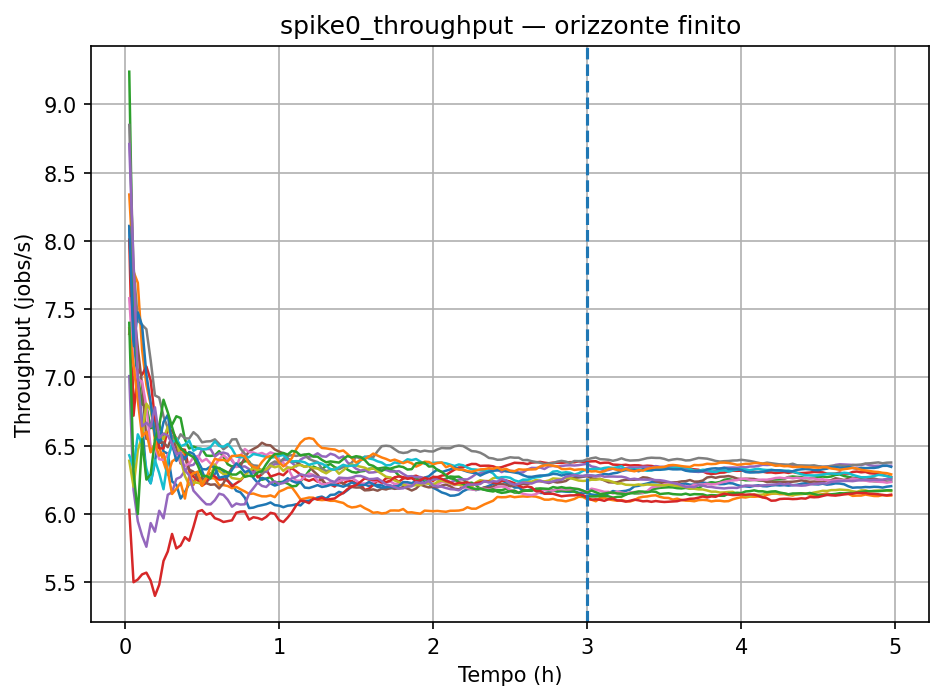 spike0_throughput — orizzonte finito
Throughput (jobs/s)
9.0
8.5
8.0
7.5
7.0
6.5
6.0
5.5
0 1 2 3 4 5
Tempo (h)